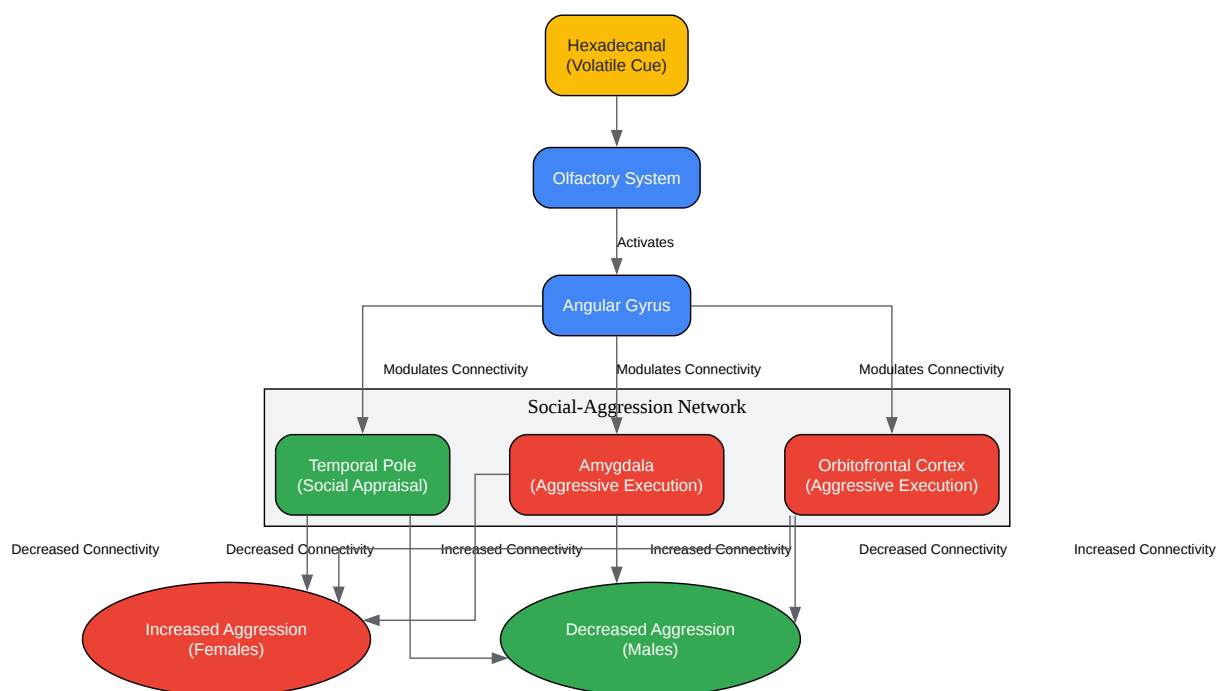 Hexadecanal
(Volatile Cue)
Olfactory System
Activates
Angular Gyrus
Modulates Connectivity
Modulates Connectivity
Modulates Connectivity
Social-Aggression Network
Temporal Pole
(Social Appraisal)
Amygdala
(Aggressive Execution)
Orbitofrontal Cortex
(Aggressive Execution)
Decreased Connectivity
Decreased Connectivity
Increased Connectivity
Increased Connectivity
Decreased Connectivity
Increased Connectivity
Increased Aggression
(Females)
Decreased Aggression
(Males)